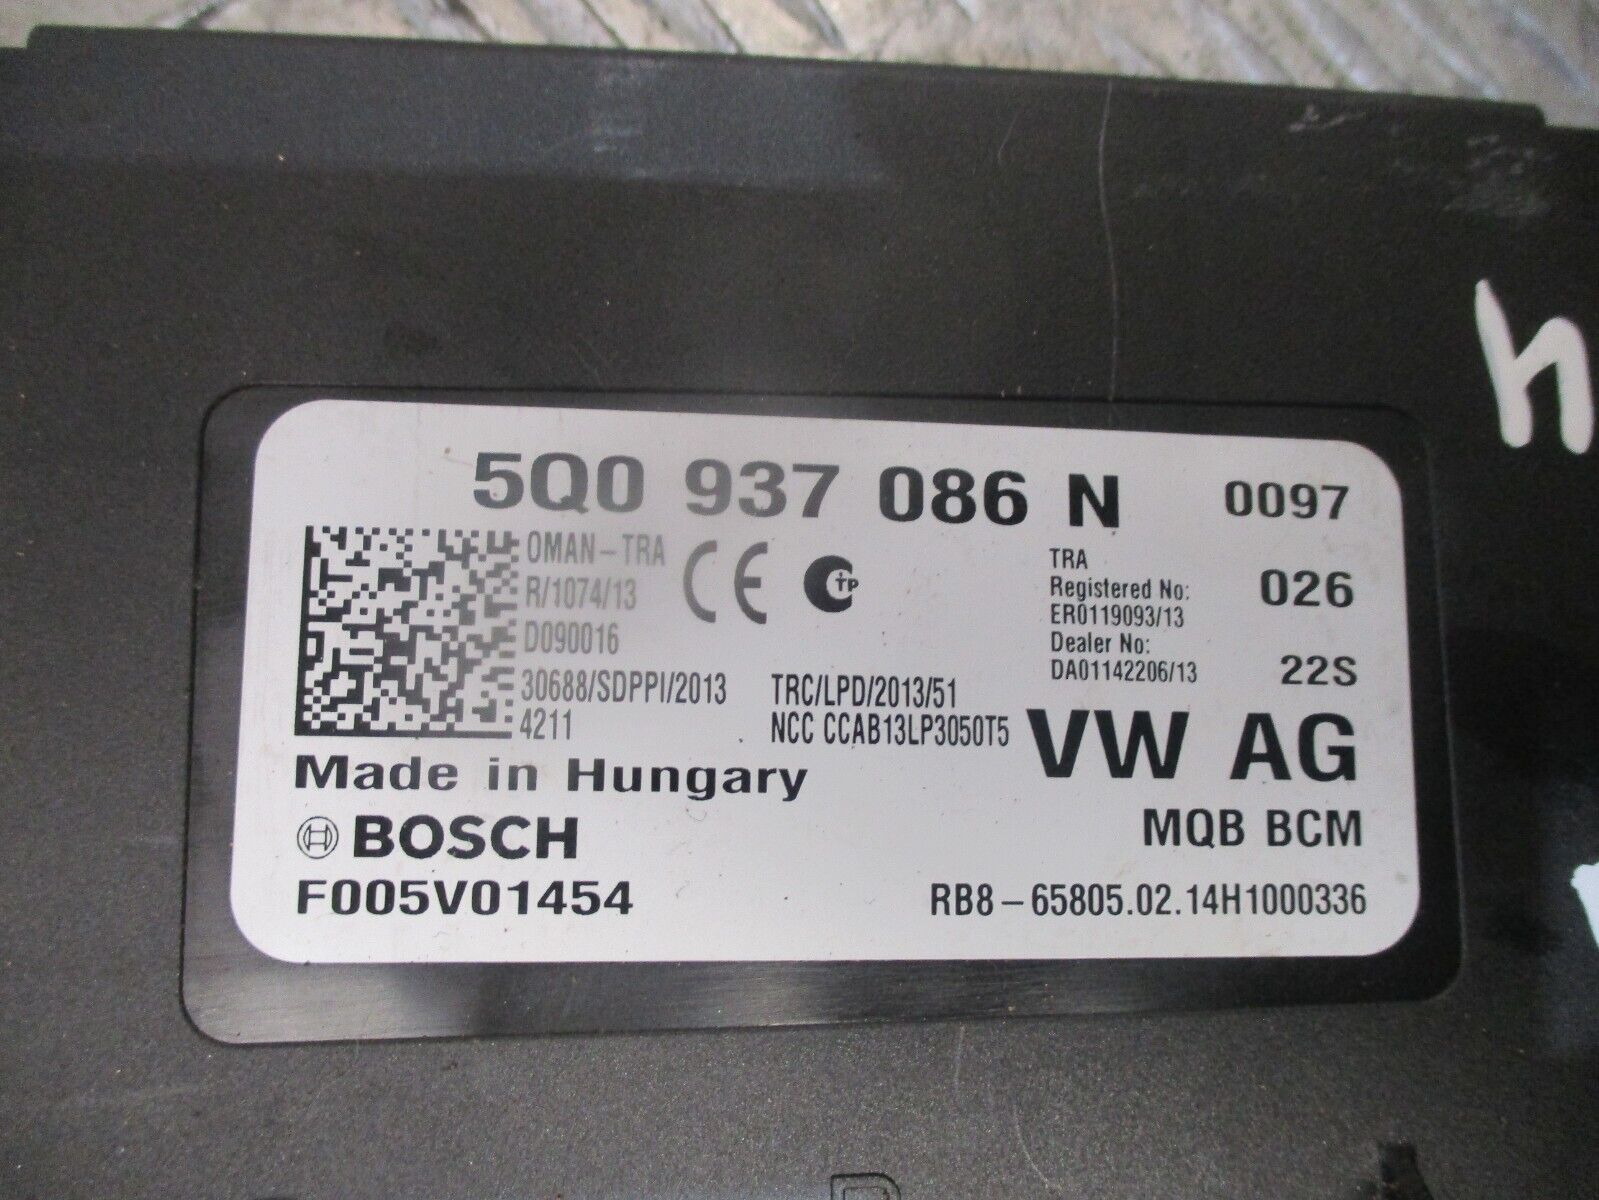 5Q0 937 086 N 0097
OMAN-TRA
R/1074/13
D090016
30688/SDPPI/2013
4211
CE
TP
TRC/LPD/2013/51
NCC CCAB13LP3050T5
TRA
Registered No:
ER0119093/13
Dealer No:
DA01142206/13
026
22S
VW AG
Made in Hungary
MQB BCM
BOSCH
F005V01454
RB8-65805.02.14H1000336